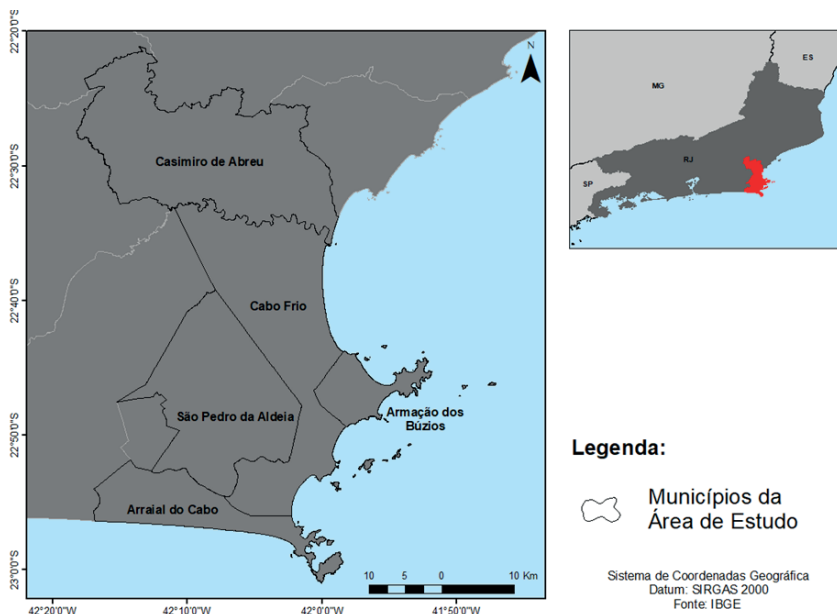 22°20'0"S
22°30'0"S
22°40'0"S
22°50'0"S
23°0'0"S
N
Casimiro de Abreu
Cabo Frio
São Pedro da Aldeia
Armação dos
Búzios
Arraial do Cabo
10 5 0 10 Km
42°20'0"W 42°10'0"W 42°0'0"W 41°50'0"W
ES
MG
RJ
SP
Legenda:
Municípios da
Área de Estudo
Sistema de Coordenadas Geográfica
Datum: SIRGAS 2000
Fonte: IBGE